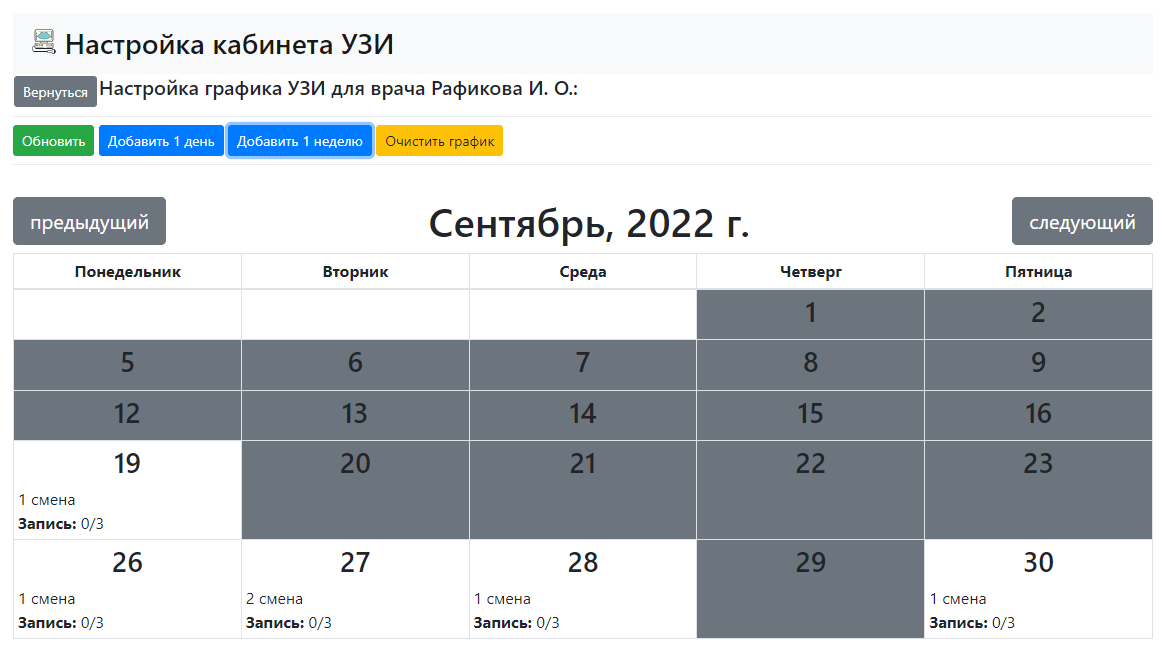 Настройка кабинета УЗИ
Вернуться Настройка графика УЗИ для врача Рафикова И. О.:
Обновить Добавить 1 день Добавить 1 неделю Очистить график
предыдущий Сентябрь, 2022 г. следующий
Понедельник Вторник Среда Четверг Пятница
1 2
5 6 7 8 9
12 13 14 15 16
19 20 21 22 23
1 смена
Запись: 0/3
26 27 28 29 30
1 смена 2 смена 1 смена 1 смена
Запись: 0/3 Запись: 0/3 Запись: 0/3 Запись: 0/3